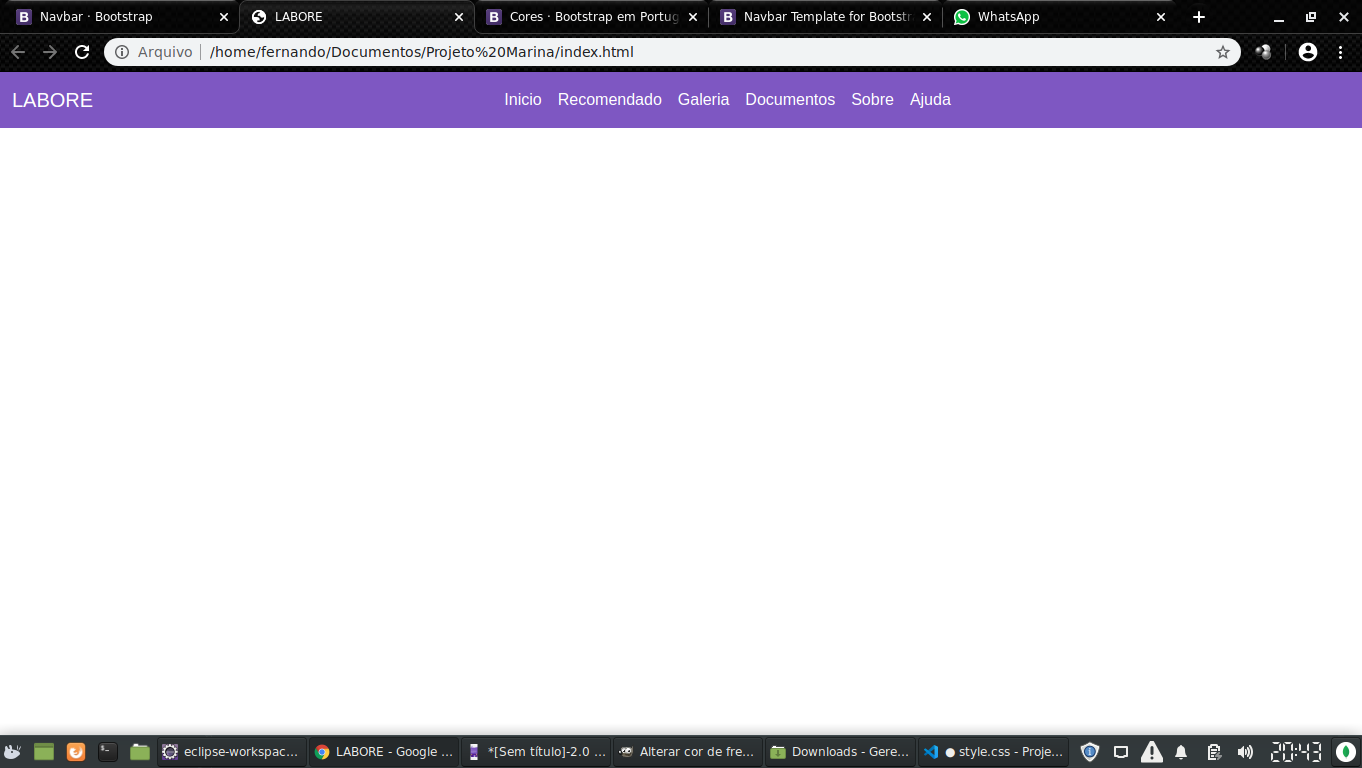 Navbar · Bootstrap
LABORE
Cores · Bootstrap em Portug
Navbar Template for Bootstr
WhatsApp
Arquivo | /home/fernando/Documentos/Projeto%20Marina/index.html
LABORE
Inicio Recomendado Galeria Documentos Sobre Ajuda
eclipse-workspac...
LABORE - Google ...
*[Sem título]-2.0 ...
Alterar cor de fre...
Downloads - Gere...
● style.css - Proje...
20:43